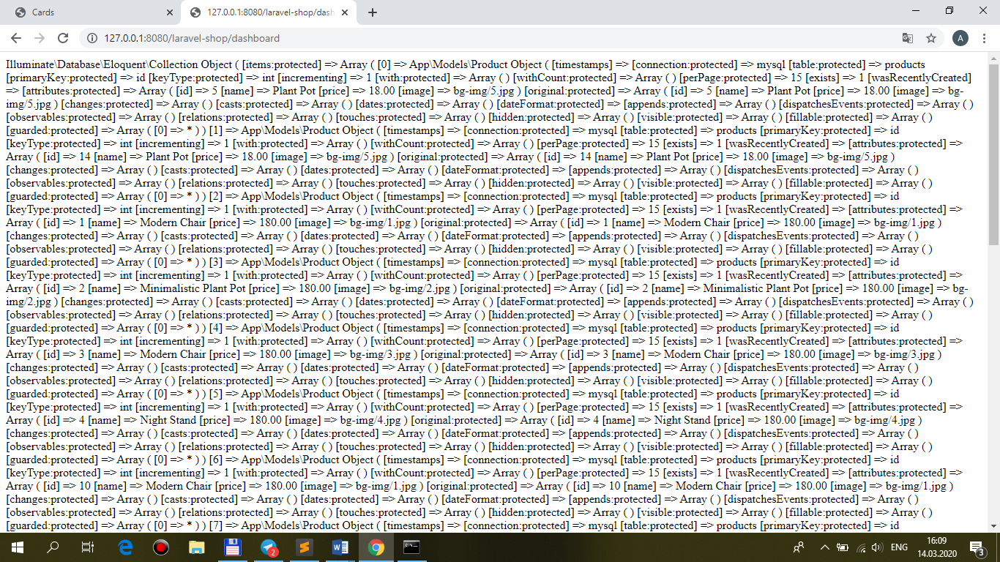 Cards
127.0.0.1:8080/laravel-shop/dash
127.0.0.1:8080/laravel-shop/dashboard
A
Illuminate\Database\Eloquent\Collection Object ( [items:protected] => Array ( [0] => App\Models\Product Object ( [timestamps] => [connection:protected] => mysql [table:protected] => products
[primaryKey:protected] => id [keyType:protected] => int [incrementing] => 1 [with:protected] => Array ( ) [withCount:protected] => Array ( ) [perPage:protected] => 15 [exists] => 1 [wasRecentlyCreated]
=> [attributes:protected] => Array ( [id] => 5 [name] => Plant Pot [price] => 18.00 [image] => bg-img/5.jpg ) [original:protected] => Array ( [id] => 5 [name] => Plant Pot [price] => 18.00 [image] => bg-
img/5.jpg ) [changes:protected] => Array ( ) [casts:protected] => Array ( ) [dates:protected] => Array ( ) [dateFormat:protected] => [appends:protected] => Array ( ) [dispatchesEvents:protected] => Array ( )
[observables:protected] => Array ( ) [relations:protected] => Array ( ) [touches:protected] => Array ( ) [hidden:protected] => Array ( ) [visible:protected] => Array ( ) [fillable:protected] => Array ( )
[guarded:protected] => Array ( [0] => * ) ) [1] => App\Models\Product Object ( [timestamps] => [connection:protected] => mysql [table:protected] => products [primaryKey:protected] => id
[keyType:protected] => int [incrementing] => 1 [with:protected] => Array ( ) [withCount:protected] => Array ( ) [perPage:protected] => 15 [exists] => 1 [wasRecentlyCreated] => [attributes:protected] =>
Array ( [id] => 14 [name] => Plant Pot [price] => 18.00 [image] => bg-img/5.jpg ) [original:protected] => Array ( [id] => 14 [name] => Plant Pot [price] => 18.00 [image] => bg-img/5.jpg )
[changes:protected] => Array ( ) [casts:protected] => Array ( ) [dates:protected] => Array ( ) [dateFormat:protected] => [appends:protected] => Array ( ) [dispatchesEvents:protected] => Array ( )
[observables:protected] => Array ( ) [relations:protected] => Array ( ) [touches:protected] => Array ( ) [hidden:protected] => Array ( ) [visible:protected] => Array ( ) [fillable:protected] => Array ( )
[guarded:protected] => Array ( [0] => * ) ) [2] => App\Models\Product Object ( [timestamps] => [connection:protected] => mysql [table:protected] => products [primaryKey:protected] => id
[keyType:protected] => int [incrementing] => 1 [with:protected] => Array ( ) [withCount:protected] => Array ( ) [perPage:protected] => 15 [exists] => 1 [wasRecentlyCreated] => [attributes:protected] =>
Array ( [id] => 1 [name] => Modern Chair [price] => 180.00 [image] => bg-img/1.jpg ) [original:protected] => Array ( [id] => 1 [name] => Modern Chair [price] => 180.00 [image] => bg-img/1.jpg )
[changes:protected] => Array ( ) [casts:protected] => Array ( ) [dates:protected] => Array ( ) [dateFormat:protected] => [appends:protected] => Array ( ) [dispatchesEvents:protected] => Array ( )
[observables:protected] => Array ( ) [relations:protected] => Array ( ) [touches:protected] => Array ( ) [hidden:protected] => Array ( ) [visible:protected] => Array ( ) [fillable:protected] => Array ( )
[guarded:protected] => Array ( [0] => * ) ) [3] => App\Models\Product Object ( [timestamps] => [connection:protected] => mysql [table:protected] => products [primaryKey:protected] => id
[keyType:protected] => int [incrementing] => 1 [with:protected] => Array ( ) [withCount:protected] => Array ( ) [perPage:protected] => 15 [exists] => 1 [wasRecentlyCreated] => [attributes:protected] =>
Array ( [id] => 2 [name] => Minimalistic Plant Pot [price] => 180.00 [image] => bg-img/2.jpg ) [original:protected] => Array ( [id] => 2 [name] => Minimalistic Plant Pot [price] => 180.00 [image] => bg-
img/2.jpg ) [changes:protected] => Array ( ) [casts:protected] => Array ( ) [dates:protected] => Array ( ) [dateFormat:protected] => [appends:protected] => Array ( ) [dispatchesEvents:protected] => Array ( )
[observables:protected] => Array ( ) [relations:protected] => Array ( ) [touches:protected] => Array ( ) [hidden:protected] => Array ( ) [visible:protected] => Array ( ) [fillable:protected] => Array ( )
[guarded:protected] => Array ( [0] => * ) ) [4] => App\Models\Product Object ( [timestamps] => [connection:protected] => mysql [table:protected] => products [primaryKey:protected] => id
[keyType:protected] => int [incrementing] => 1 [with:protected] => Array ( ) [withCount:protected] => Array ( ) [perPage:protected] => 15 [exists] => 1 [wasRecentlyCreated] => [attributes:protected] =>
Array ( [id] => 3 [name] => Modern Chair [price] => 180.00 [image] => bg-img/3.jpg ) [original:protected] => Array ( [id] => 3 [name] => Modern Chair [price] => 180.00 [image] => bg-img/3.jpg )
[changes:protected] => Array ( ) [casts:protected] => Array ( ) [dates:protected] => Array ( ) [dateFormat:protected] => [appends:protected] => Array ( ) [dispatchesEvents:protected] => Array ( )
[observables:protected] => Array ( ) [relations:protected] => Array ( ) [touches:protected] => Array ( ) [hidden:protected] => Array ( ) [visible:protected] => Array ( ) [fillable:protected] => Array ( )
[guarded:protected] => Array ( [0] => * ) ) [5] => App\Models\Product Object ( [timestamps] => [connection:protected] => mysql [table:protected] => products [primaryKey:protected] => id
[keyType:protected] => int [incrementing] => 1 [with:protected] => Array ( ) [withCount:protected] => Array ( ) [perPage:protected] => 15 [exists] => 1 [wasRecentlyCreated] => [attributes:protected] =>
Array ( [id] => 4 [name] => Night Stand [price] => 180.00 [image] => bg-img/4.jpg ) [original:protected] => Array ( [id] => 4 [name] => Night Stand [price] => 180.00 [image] => bg-img/4.jpg )
[changes:protected] => Array ( ) [casts:protected] => Array ( ) [dates:protected] => Array ( ) [dateFormat:protected] => [appends:protected] => Array ( ) [dispatchesEvents:protected] => Array ( )
[observables:protected] => Array ( ) [relations:protected] => Array ( ) [touches:protected] => Array ( ) [hidden:protected] => Array ( ) [visible:protected] => Array ( ) [fillable:protected] => Array ( )
[guarded:protected] => Array ( [0] => * ) ) [6] => App\Models\Product Object ( [timestamps] => [connection:protected] => mysql [table:protected] => products [primaryKey:protected] => id
[keyType:protected] => int [incrementing] => 1 [with:protected] => Array ( ) [withCount:protected] => Array ( ) [perPage:protected] => 15 [exists] => 1 [wasRecentlyCreated] => [attributes:protected] =>
Array ( [id] => 10 [name] => Modern Chair [price] => 180.00 [image] => bg-img/1.jpg ) [original:protected] => Array ( [id] => 10 [name] => Modern Chair [price] => 180.00 [image] => bg-img/1.jpg )
[changes:protected] => Array ( ) [casts:protected] => Array ( ) [dates:protected] => Array ( ) [dateFormat:protected] => [appends:protected] => Array ( ) [dispatchesEvents:protected] => Array ( )
[observables:protected] => Array ( ) [relations:protected] => Array ( ) [touches:protected] => Array ( ) [hidden:protected] => Array ( ) [visible:protected] => Array ( ) [fillable:protected] => Array ( )
[guarded:protected] => Array ( [0] => * ) ) [7] => App\Models\Product Object ( [timestamps] => [connection:protected] => mysql [table:protected] => products [primaryKey:protected] => id
2
ENG
16:09
14.03.2020
3